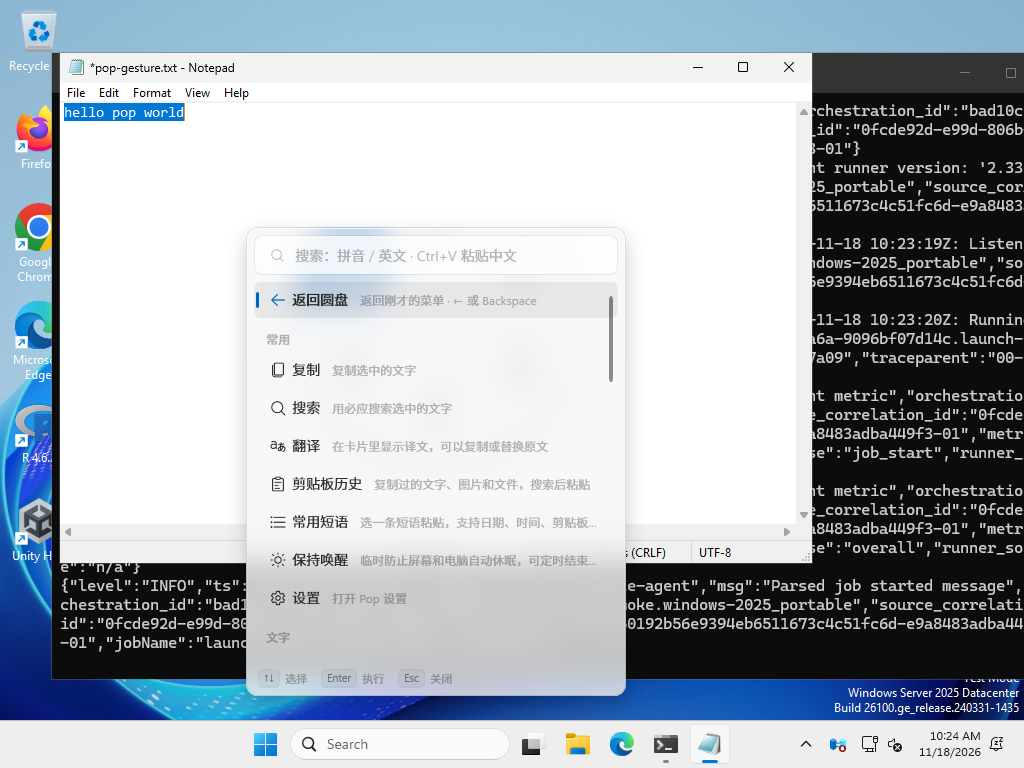 Recycle
Firefo
Googl
Chrom
Micros
Edge
R 4.6.
Unity H
*pop-gesture.txt - Notepad
File Edit Format View Help
hello pop world
搜索：拼音 / 英文 · Ctrl+V 粘贴中文
返回圆盘 返回刚才的菜单 · ← 或 Backspace
常用
复制 复制选中的文字
搜索 用必应搜索选中的文字
翻译 在卡片里显示译文，可以复制或替换原文
剪贴板历史 复制过的文字、图片和文件，搜索后粘贴
常用短语 选一条短语粘贴，支持日期、时间、剪贴板...
保持唤醒 临时防止屏幕和电脑自动休眠，可定时结束...
设置 打开 Pop 设置
文字
↑↓ 选择 Enter 执行 Esc 关闭
s (CRLF) UTF-8
rchestration_id":"bad10c
_id":"0fcde92d-e99d-806b
3-01"}
nt runner version: '2.33
25_portable","source_cor
6511673c4c51fc6d-e9a8483
-11-18 10:23:19Z: Listen
ndows-2025_portable","so
6e9394eb6511673c4c51fc6d
-11-18 10:23:20Z: Runnin
a6a-9096bf07d14c.launch-
7a09","traceparent":"00-
nt metric","orchestratio
e_correlation_id":"0fcde
a8483adba449f3-01","metr
se":"job_start","runner_
nt metric","orchestratio
e_correlation_id":"0fcde
a8483adba449f3-01","metr
se":"overall","runner_so
e":"n/a"}
{"level":"INFO","ts": e-agent","msg":"Parsed job started message",
chestration_id":"bad1 oke.windows-2025_portable","source_correlati
id":"0fcde92d-e99d-80 50192b56e9394eb6511673c4c51fc6d-e9a8483adba44
-01","jobName":"launc
Test Mode
Windows Server 2025 Datacenter
Build 26100.ge_release.240331-1435
Search
10:24 AM
11/18/2026